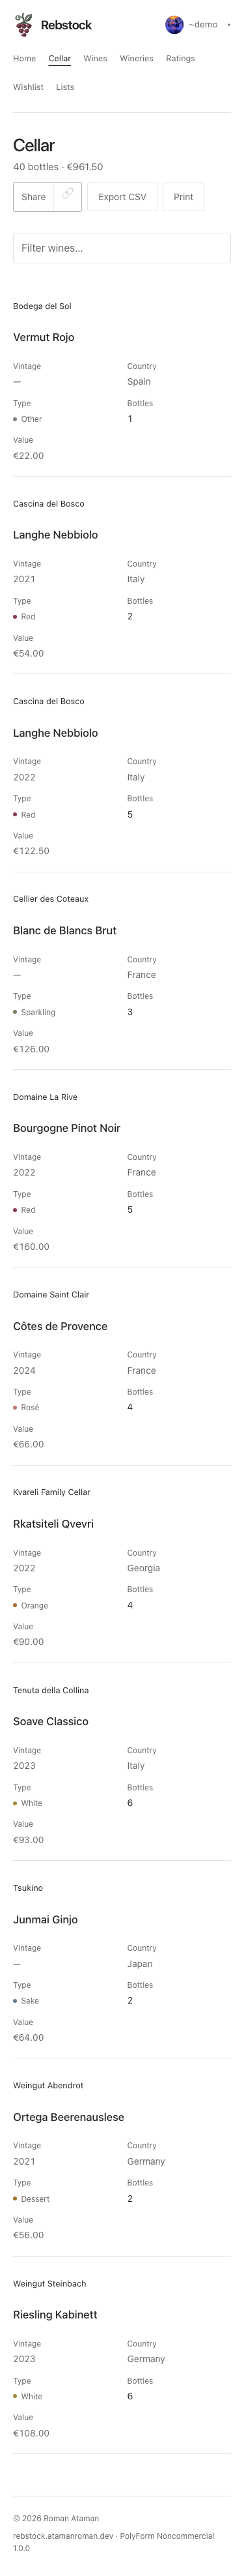 Rebstock
~demo
Home Cellar Wines Wineries Ratings
Wishlist Lists
Cellar
40 bottles · €961.50
Share Export CSV Print
Filter wines...
Bodega del Sol
Vermut Rojo
Vintage Country
— Spain
Type Bottles
Other 1
Value
€22.00
Cascina del Bosco
Langhe Nebbiolo
Vintage Country
2021 Italy
Type Bottles
Red 2
Value
€54.00
Cascina del Bosco
Langhe Nebbiolo
Vintage Country
2022 Italy
Type Bottles
Red 5
Value
€122.50
Cellier des Coteaux
Blanc de Blancs Brut
Vintage Country
— France
Type Bottles
Sparkling 3
Value
€126.00
Domaine La Rive
Bourgogne Pinot Noir
Vintage Country
2022 France
Type Bottles
Red 5
Value
€160.00
Domaine Saint Clair
Côtes de Provence
Vintage Country
2024 France
Type Bottles
Rosé 4
Value
€66.00
Kvareli Family Cellar
Rkatsiteli Qvevri
Vintage Country
2022 Georgia
Type Bottles
Orange 4
Value
€90.00
Tenuta della Collina
Soave Classico
Vintage Country
2023 Italy
Type Bottles
White 6
Value
€93.00
Tsukino
Junmai Ginjo
Vintage Country
— Japan
Type Bottles
Sake 2
Value
€64.00
Weingut Abendrot
Ortega Beerenauslese
Vintage Country
2021 Germany
Type Bottles
Dessert 2
Value
€56.00
Weingut Steinbach
Riesling Kabinett
Vintage Country
2023 Germany
Type Bottles
White 6
Value
€108.00
© 2026 Roman Ataman
rebstock.atamanroman.dev · PolyForm Noncommercial
1.0.0